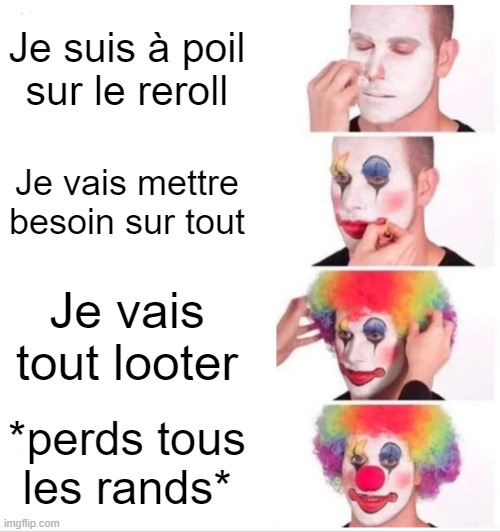 Je suis à poil
sur le reroll
Je vais mettre
besoin sur tout
Je vais
tout looter
*perds tous
les rands*
imgflip.com